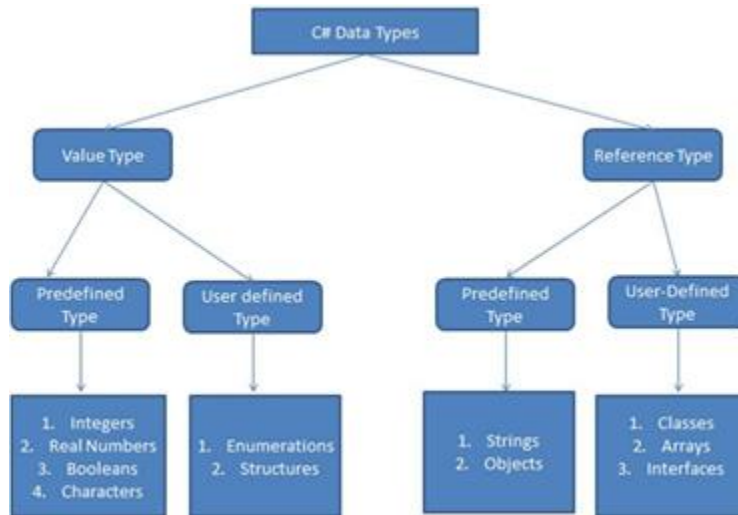 C# Data Types
Value Type
Reference Type
Predefined
Type
User defined
Type
Predefined
Type
User-Defined
Type
1. Integers
2. Real Numbers
3. Booleans
4. Characters
1. Enumerations
2. Structures
1. Strings
2. Objects
1. Classes
2. Arrays
3. Interfaces